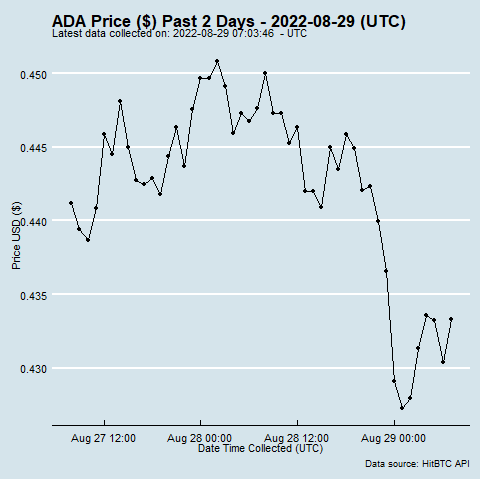 ADA Price ($) Past 2 Days - 2022-08-29 (UTC)
Latest data collected on: 2022-08-29 07:03:46  - UTC
0.450
0.445
0.440
0.435
0.430
Price USD ($)
Aug 27 12:00
Aug 28 00:00
Aug 28 12:00
Aug 29 00:00
Date Time Collected (UTC)
Data source: HitBTC API